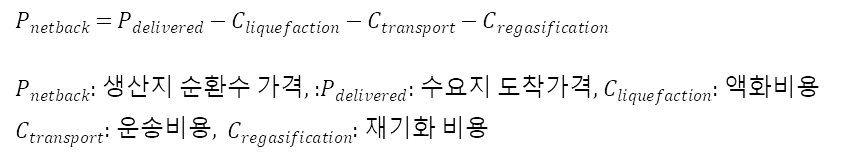 P_netback = P_delivered − C_liquefaction − C_transport − C_regasification
P_netback: 생산지 순환수 가격, :P_delivered: 수요지 도착가격, C_liquefaction: 액화비용
C_transport: 운송비용, C_regasification: 재기화 비용